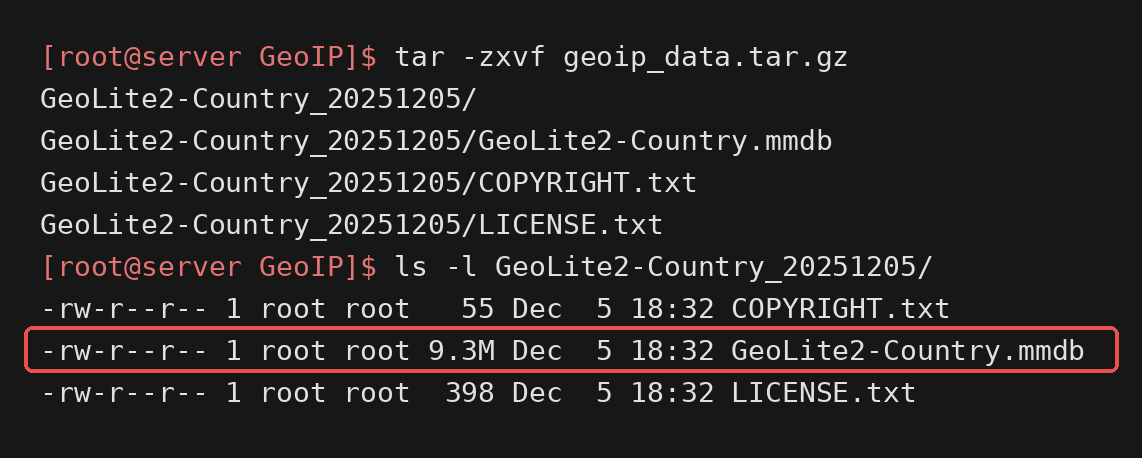 [root@server GeoIP]$ tar -zxvf geoip_data.tar.gz
GeoLite2-Country_20251205/
GeoLite2-Country_20251205/GeoLite2-Country.mmdb
GeoLite2-Country_20251205/COPYRIGHT.txt
GeoLite2-Country_20251205/LICENSE.txt
[root@server GeoIP]$ ls -l GeoLite2-Country_20251205/
-rw-r--r-- 1 root root   55 Dec  5 18:32 COPYRIGHT.txt
-rw-r--r-- 1 root root 9.3M Dec  5 18:32 GeoLite2-Country.mmdb
-rw-r--r-- 1 root root  398 Dec  5 18:32 LICENSE.txt